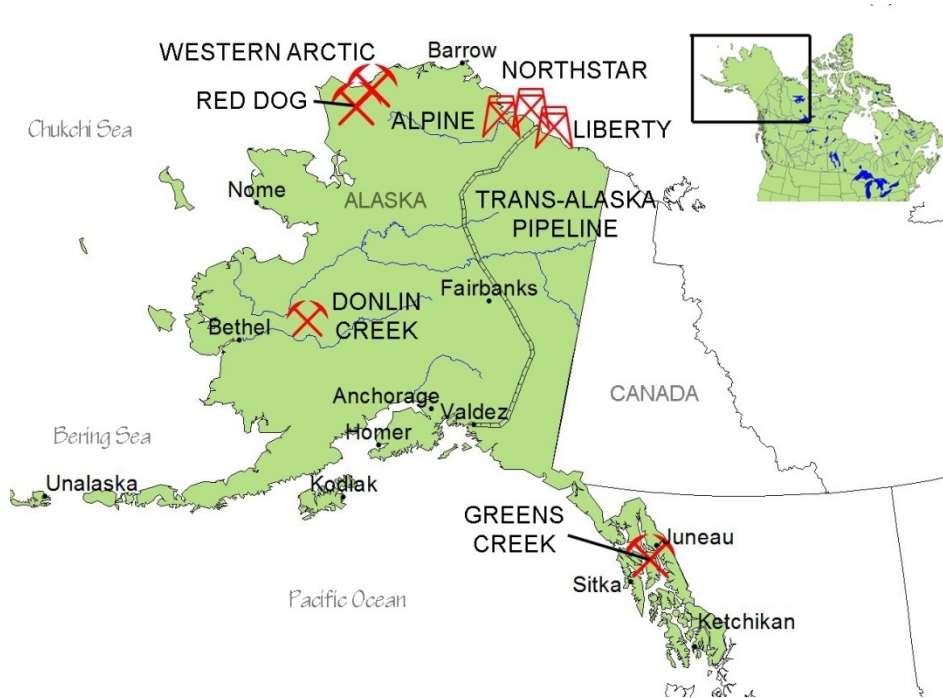 WESTERN ARCTIC
Barrow
NORTHSTAR
RED DOG
ALPINE
LIBERTY
Chukchi Sea
Nome
ALASKA
TRANS-ALASKA
PIPELINE
Fairbanks
DONLIN
CREEK
Bethel
Anchorage
Valdez
CANADA
Homer
Bering Sea
Unalaska
Kodiak
GREENS
CREEK
Juneau
Sitka
Pacific Ocean
Ketchikan